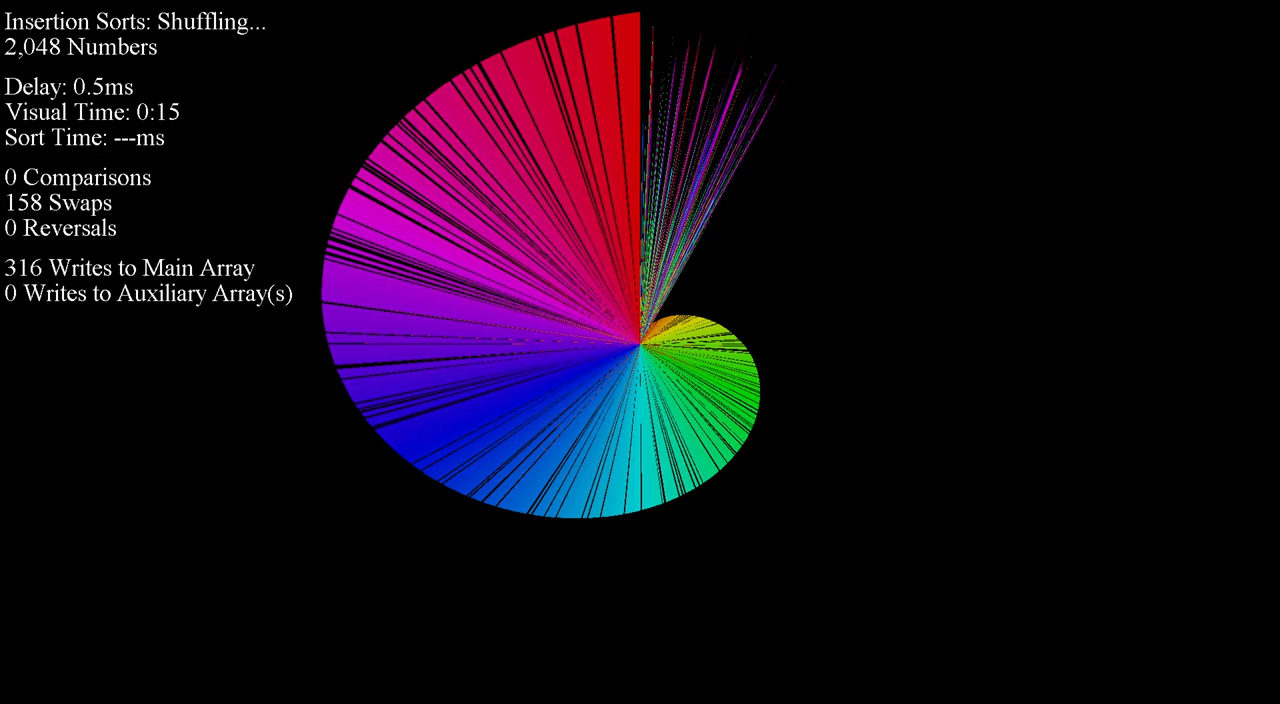 Insertion Sorts: Shuffling...
2,048 Numbers
Delay: 0.5ms
Visual Time: 0:15
Sort Time: ---ms
0 Comparisons
158 Swaps
0 Reversals
316 Writes to Main Array
0 Writes to Auxiliary Array(s)